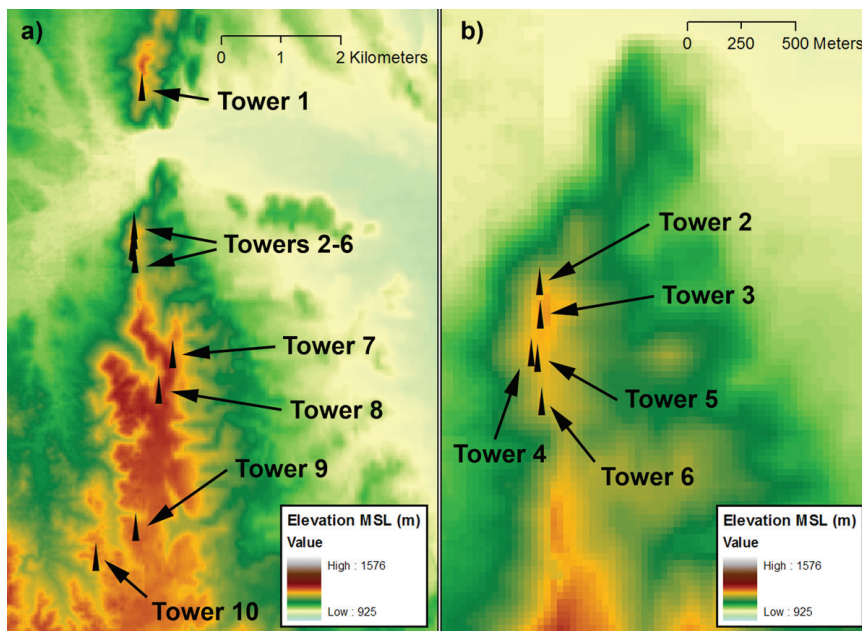 a)
0 1 2 Kilometers
Tower 1
Towers 2-6
Tower 7
Tower 8
Tower 9
Tower 10
Elevation MSL (m)
Value
High : 1576
Low : 925
b)
0 250 500 Meters
Tower 2
Tower 3
Tower 5
Tower 4
Tower 6
Elevation MSL (m)
Value
High : 1576
Low : 925